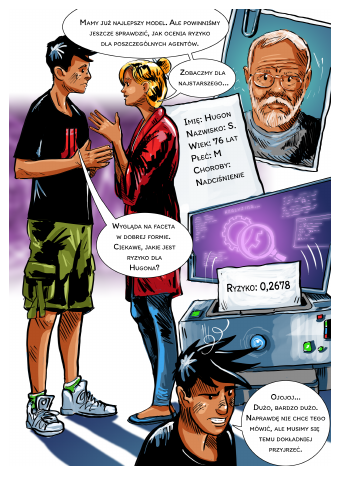 Mamy już najlepszy model. Ale powinniśmy
jeszcze sprawdzić, jak ocenia ryzyko
dla poszczególnych agentów.
Zobaczmy dla
najstarszego...
Imię: Hugon
Nazwisko: S.
Wiek: 76 lat
Płeć: M
Choroby:
Nadciśnienie
Wygląda na faceta
w dobrej formie.
Ciekawe, jakie jest
ryzyko dla
Hugona?
Ryzyko: 0,2678
Ojojoj...
Dużo, bardzo dużo.
Naprawdę nie chce tego
mówić, ale musimy się
temu dokładniej
przyjrzeć.